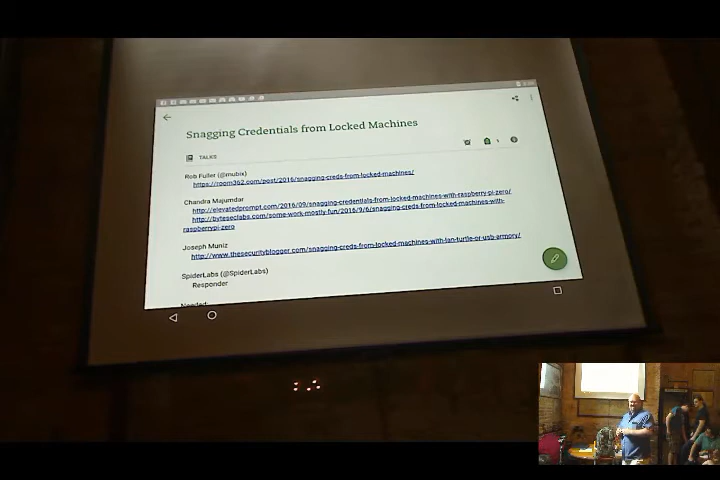 Snagging Credentials from Locked Machines
TALKS
Rob Fuller (@mubix)
https://room362.com/post/2016/snagging-creds-from-locked-machines/
Chandra Majumdar
http://elevatedprompt.com/2016/09/snagging-credentials-from-locked-machines-with-raspberry-pi-zero/
http://byteseclabs.com/some-work-mostly-fun/2016/9/6/snagging-creds-from-locked-machines-with-
raspberrypi-zero
Joseph Muniz
http://www.thesecurityblogger.com/snagging-creds-from-locked-machines-with-lan-turtle-or-usb-armory/
SpiderLabs (@SpiderLabs)
Responder
Needed: